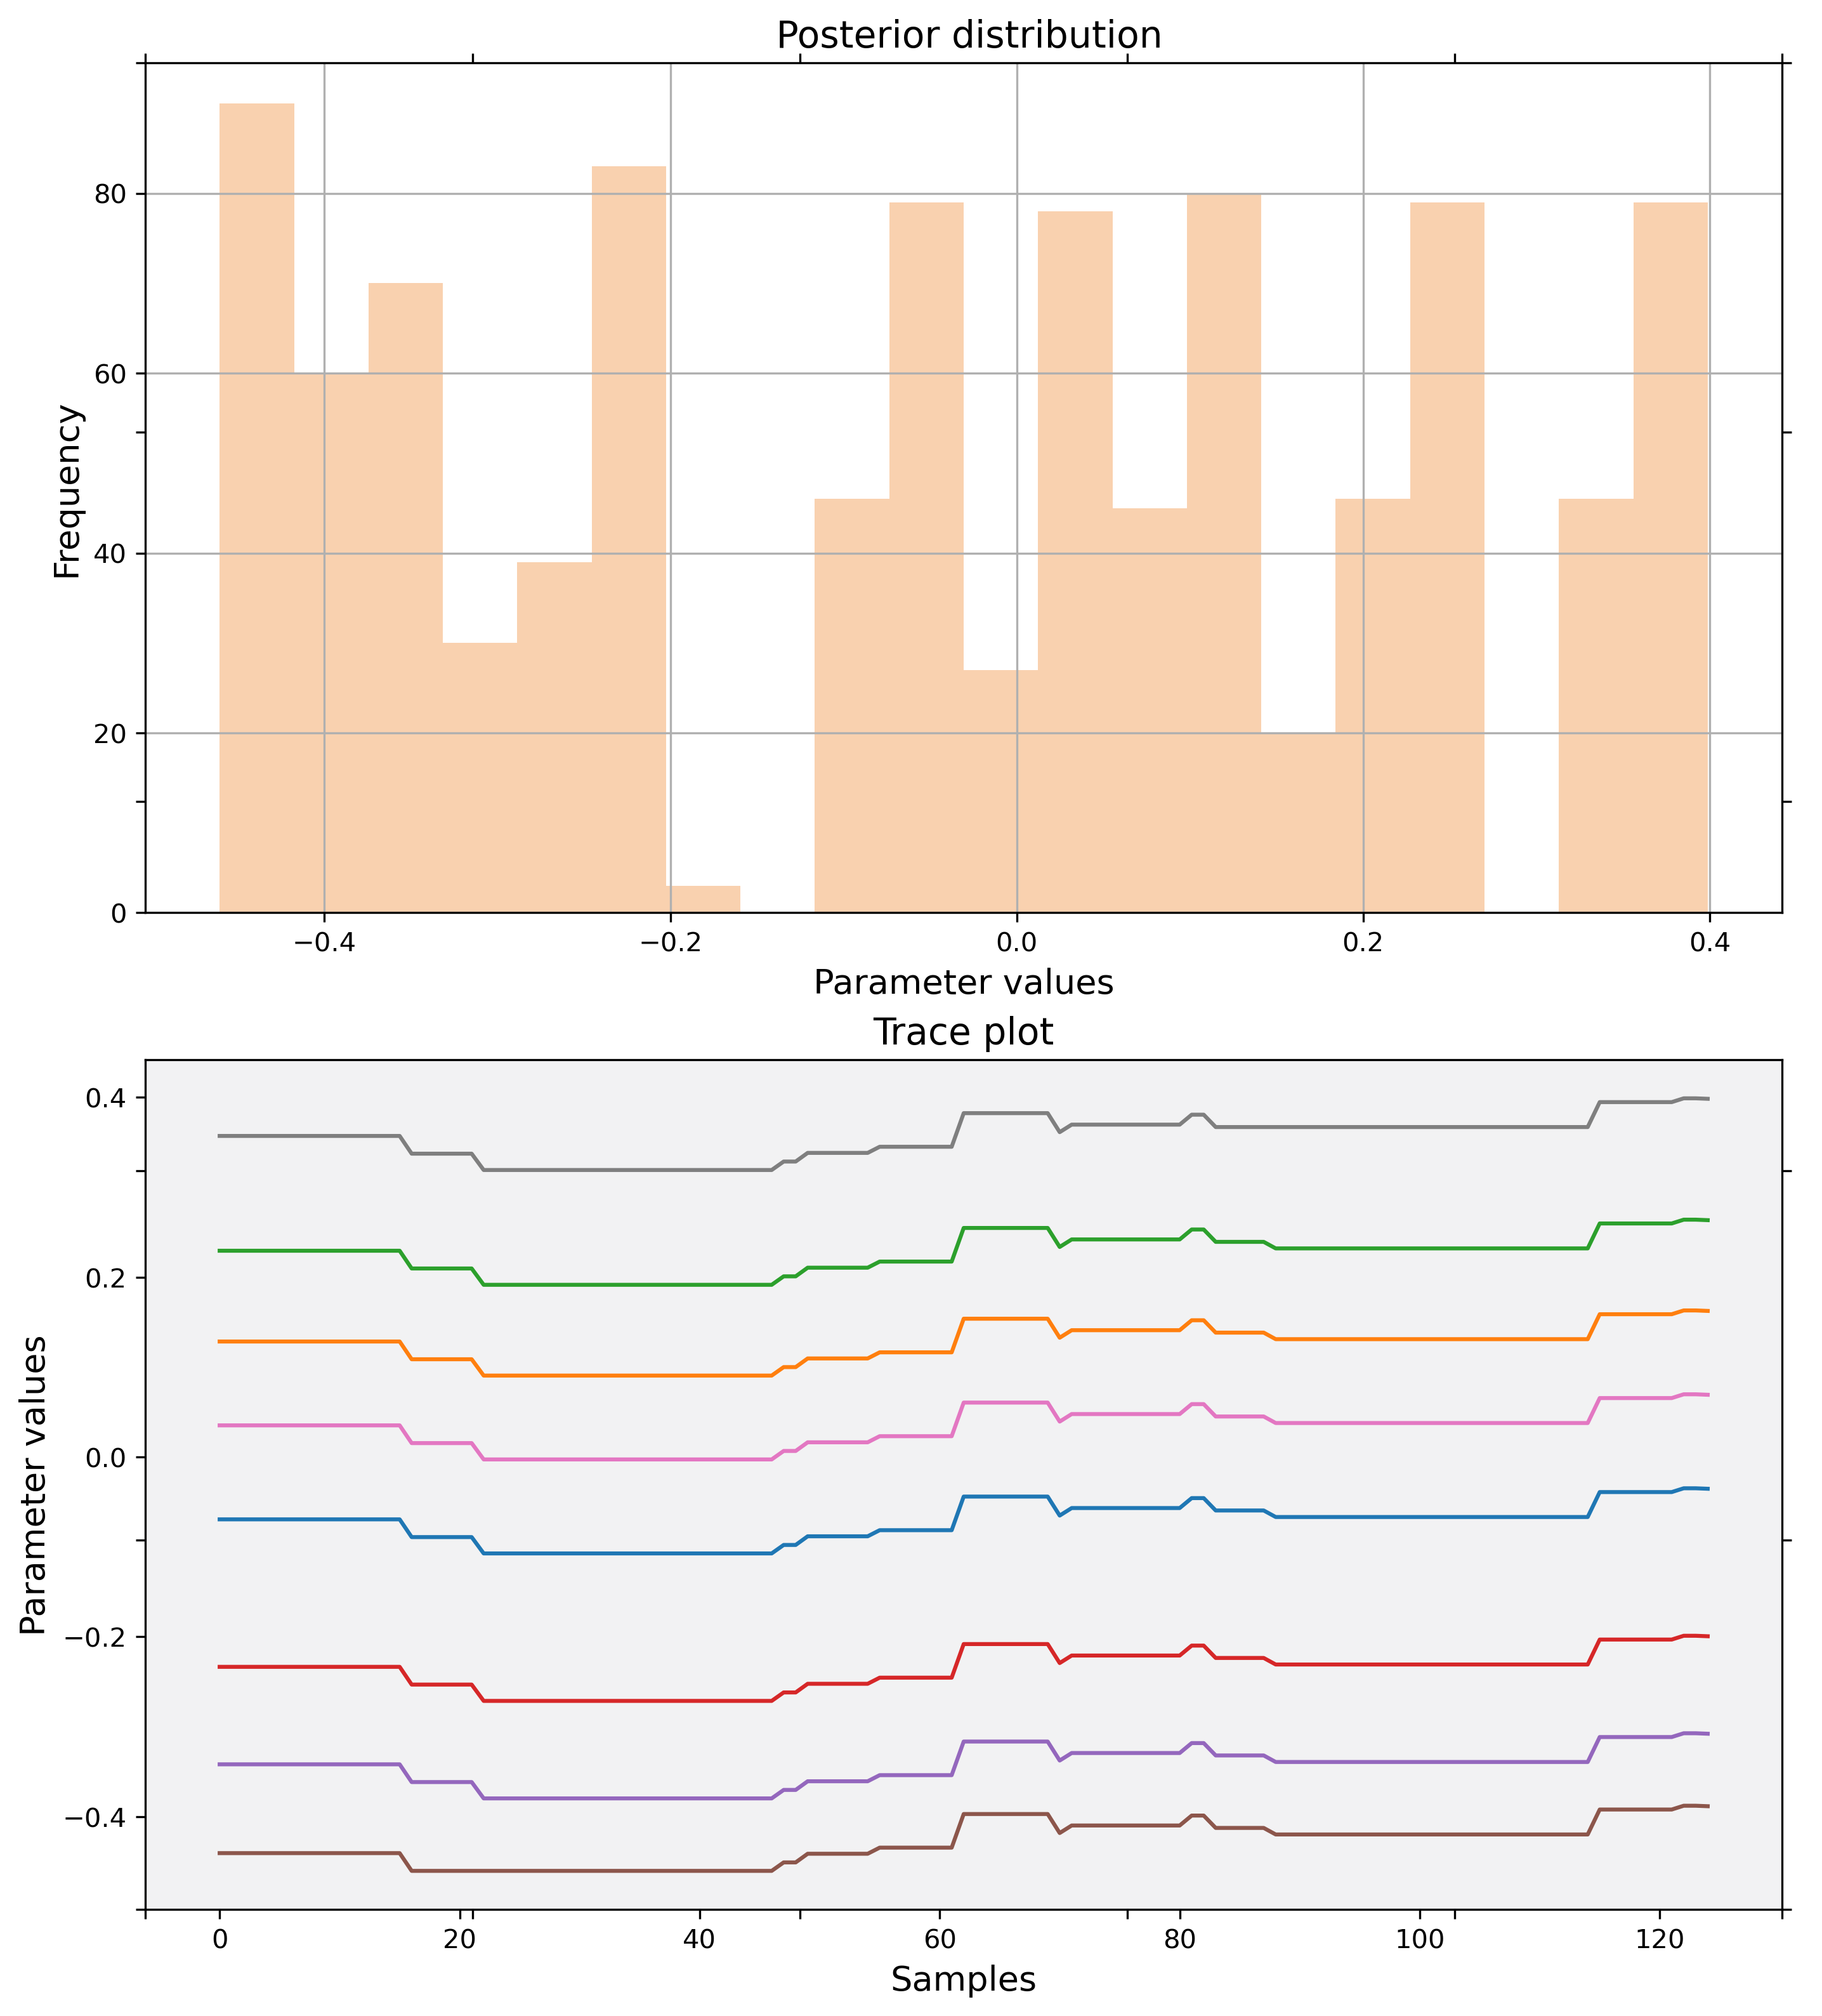 Posterior distribution
80
60
40
20
0
Frequency
−0.4 −0.2 0.0 0.2 0.4
Parameter values
Trace plot
0.4
0.2
0.0
−0.2
−0.4
Parameter values
0 20 40 60 80 100 120
Samples